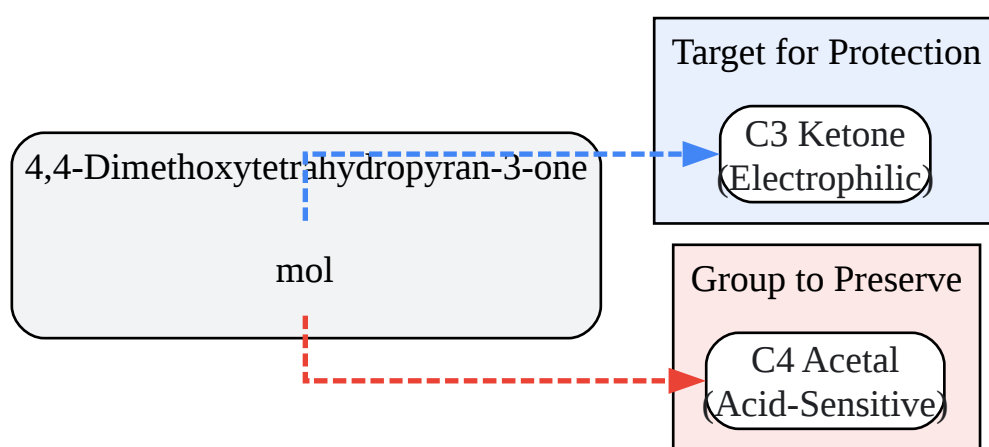 Target for Protection
C3 Ketone
(Electrophilic)
4,4-Dimethoxytetrahydropyran-3-one
mol
Group to Preserve
C4 Acetal
(Acid-Sensitive)